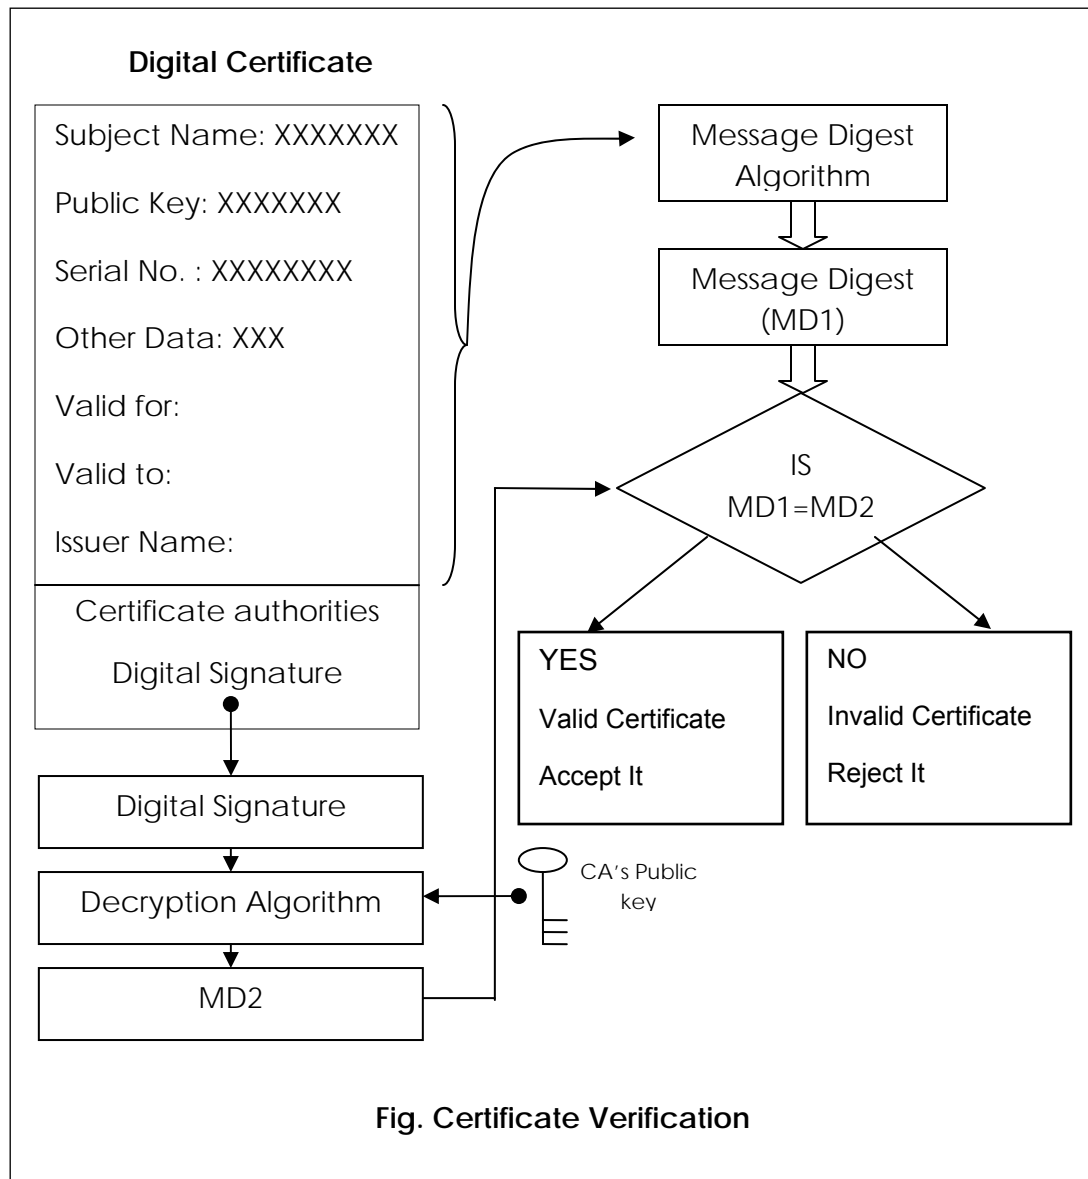 Digital Certificate
Subject Name: XXXXXXX
Public Key: XXXXXXX
Serial No. : XXXXXXXX
Other Data: XXX
Valid for:
Valid to:
Issuer Name:
Certificate authorities
Digital Signature
Digital Signature
Decryption Algorithm
MD2
CA's Public
key
Message Digest
Algorithm
Message Digest
(MD1)
IS
MD1=MD2
YES
Valid Certificate
Accept It
NO
Invalid Certificate
Reject It
Fig. Certificate Verification